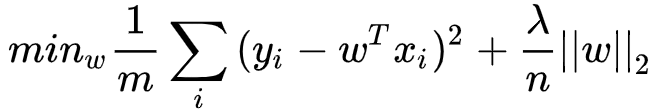 $min_w \frac{1}{m} \sum_i (y_i - w^T x_i)^2 + \frac{\lambda}{n} ||w||_2$